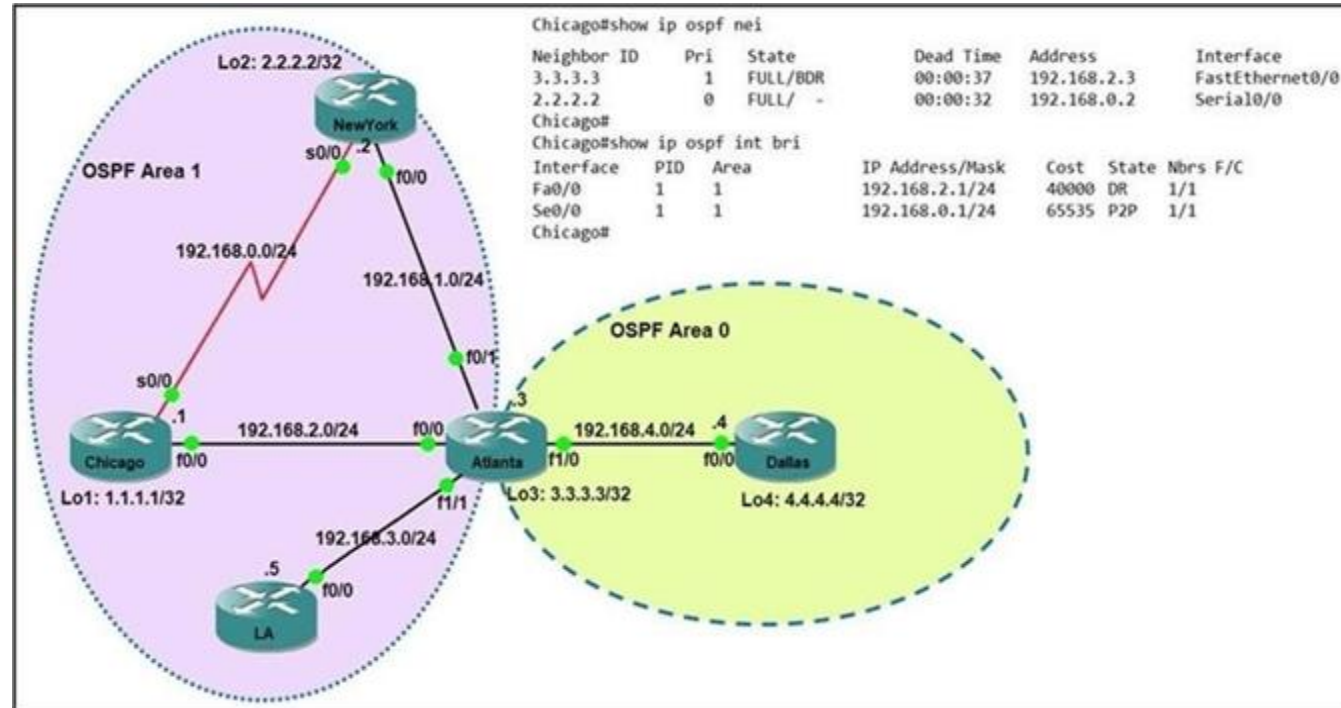 Chicago#show ip ospf nei
Neighbor ID Pri State Dead Time Address Interface
3.3.3.3 1 FULL/BDR 00:00:37 192.168.2.3 FastEthernet0/0
2.2.2.2 0 FULL/ - 00:00:32 192.168.0.2 Serial0/0
Chicago#
Chicago#show ip ospf int bri
Interface PID Area IP Address/Mask Cost State Nbrs F/C
Fa0/0 1 1 192.168.2.1/24 40000 DR 1/1
Se0/0 1 1 192.168.0.1/24 65535 P2P 1/1
Chicago#
Lo2: 2.2.2.2/32
NewYork
s0/0 .2
f0/0
OSPF Area 1
192.168.0.0/24
192.168.1.0/24
OSPF Area 0
f0/1
s0/0
.1
.3
192.168.2.0/24
f0/0
192.168.4.0/24
.4
Chicago
f0/0
Atlanta
f1/0
f0/0
Dallas
Lo1: 1.1.1.1/32
f1/1
Lo3: 3.3.3.3/32
Lo4: 4.4.4.4/32
192.168.3.0/24
.5
f0/0
LA